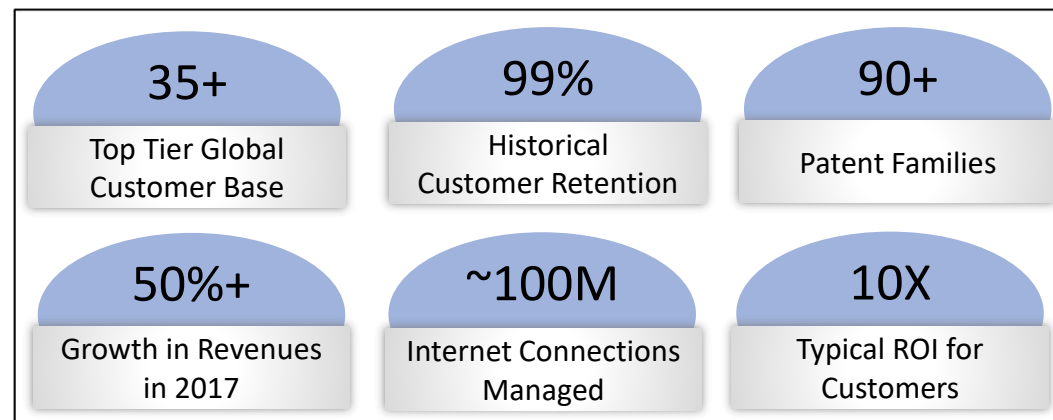 35+
Top Tier Global
Customer Base
99%
Historical
Customer Retention
90+
Patent Families
50%+
Growth in Revenues
in 2017
~100M
Internet Connections
Managed
10X
Typical ROI for
Customers